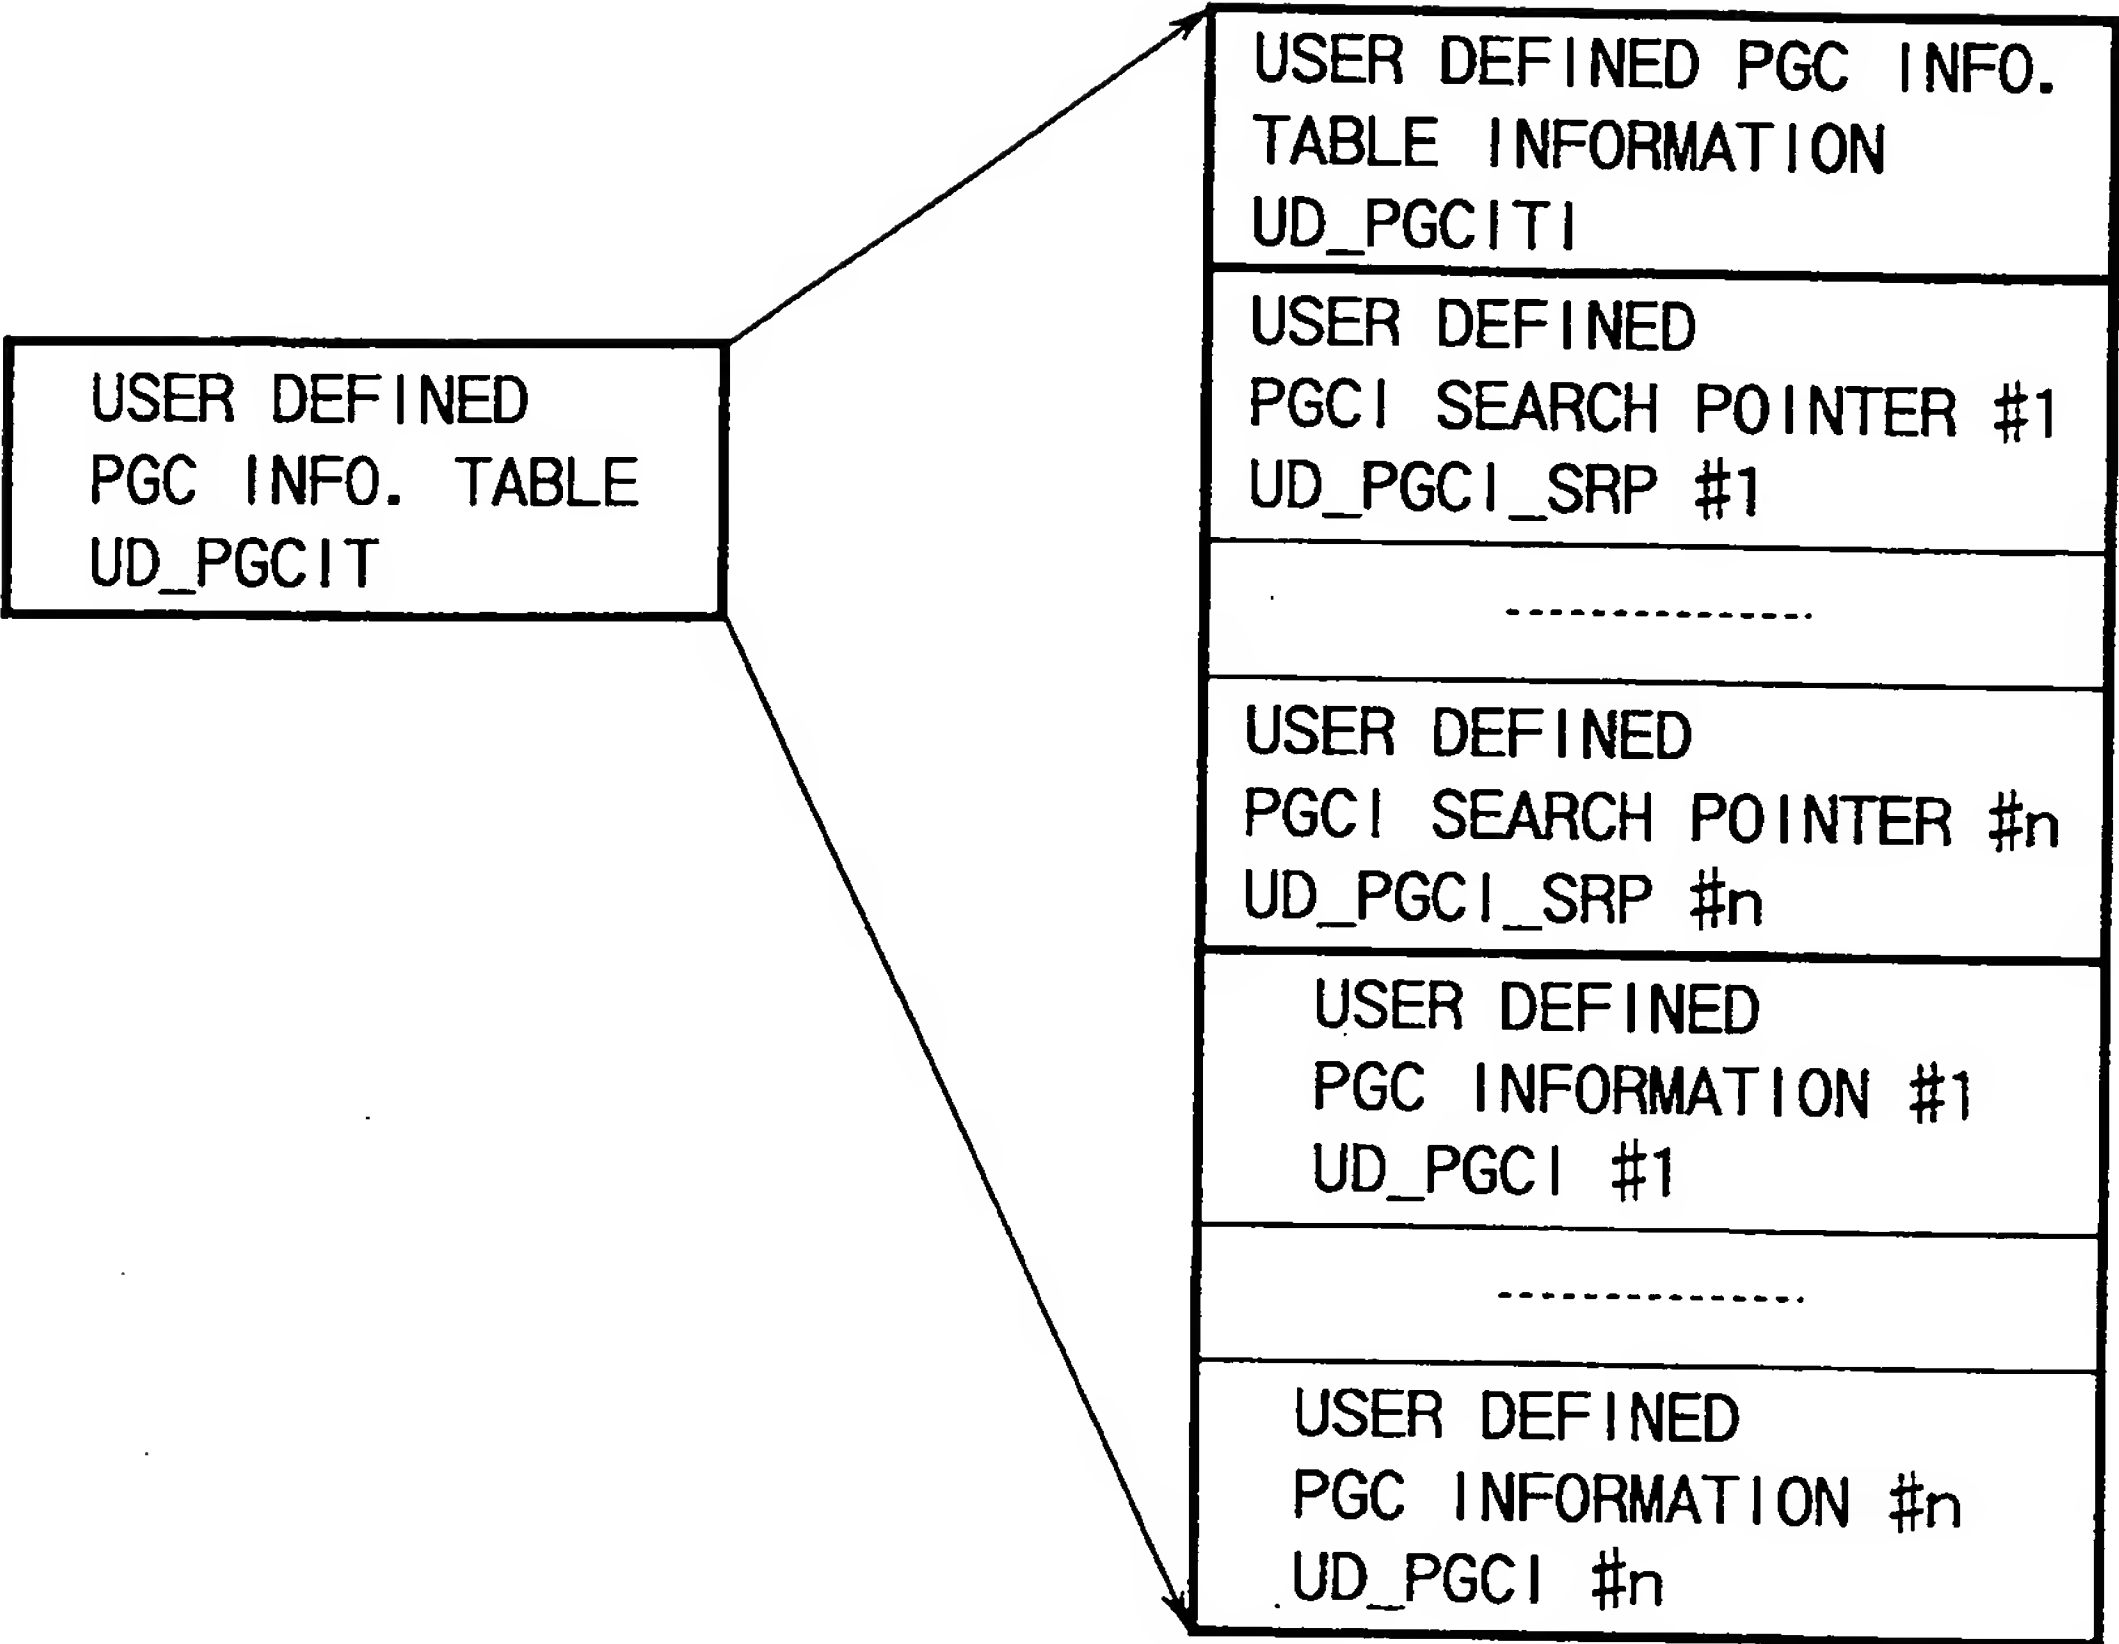 USER DEFINED
PGC INFO. TABLE
UD_PGCIT
USER DEFINED PGC INFO.
TABLE INFORMATION
UD_PGCITI
USER DEFINED
PGCI SEARCH POINTER #1
UD_PGCI_SRP #1
USER DEFINED
PGCI SEARCH POINTER #n
UD_PGCI_SRP #n
USER DEFINED
PGC INFORMATION #1
UD_PGCI #1
USER DEFINED
PGC INFORMATION #n
UD_PGCI #n